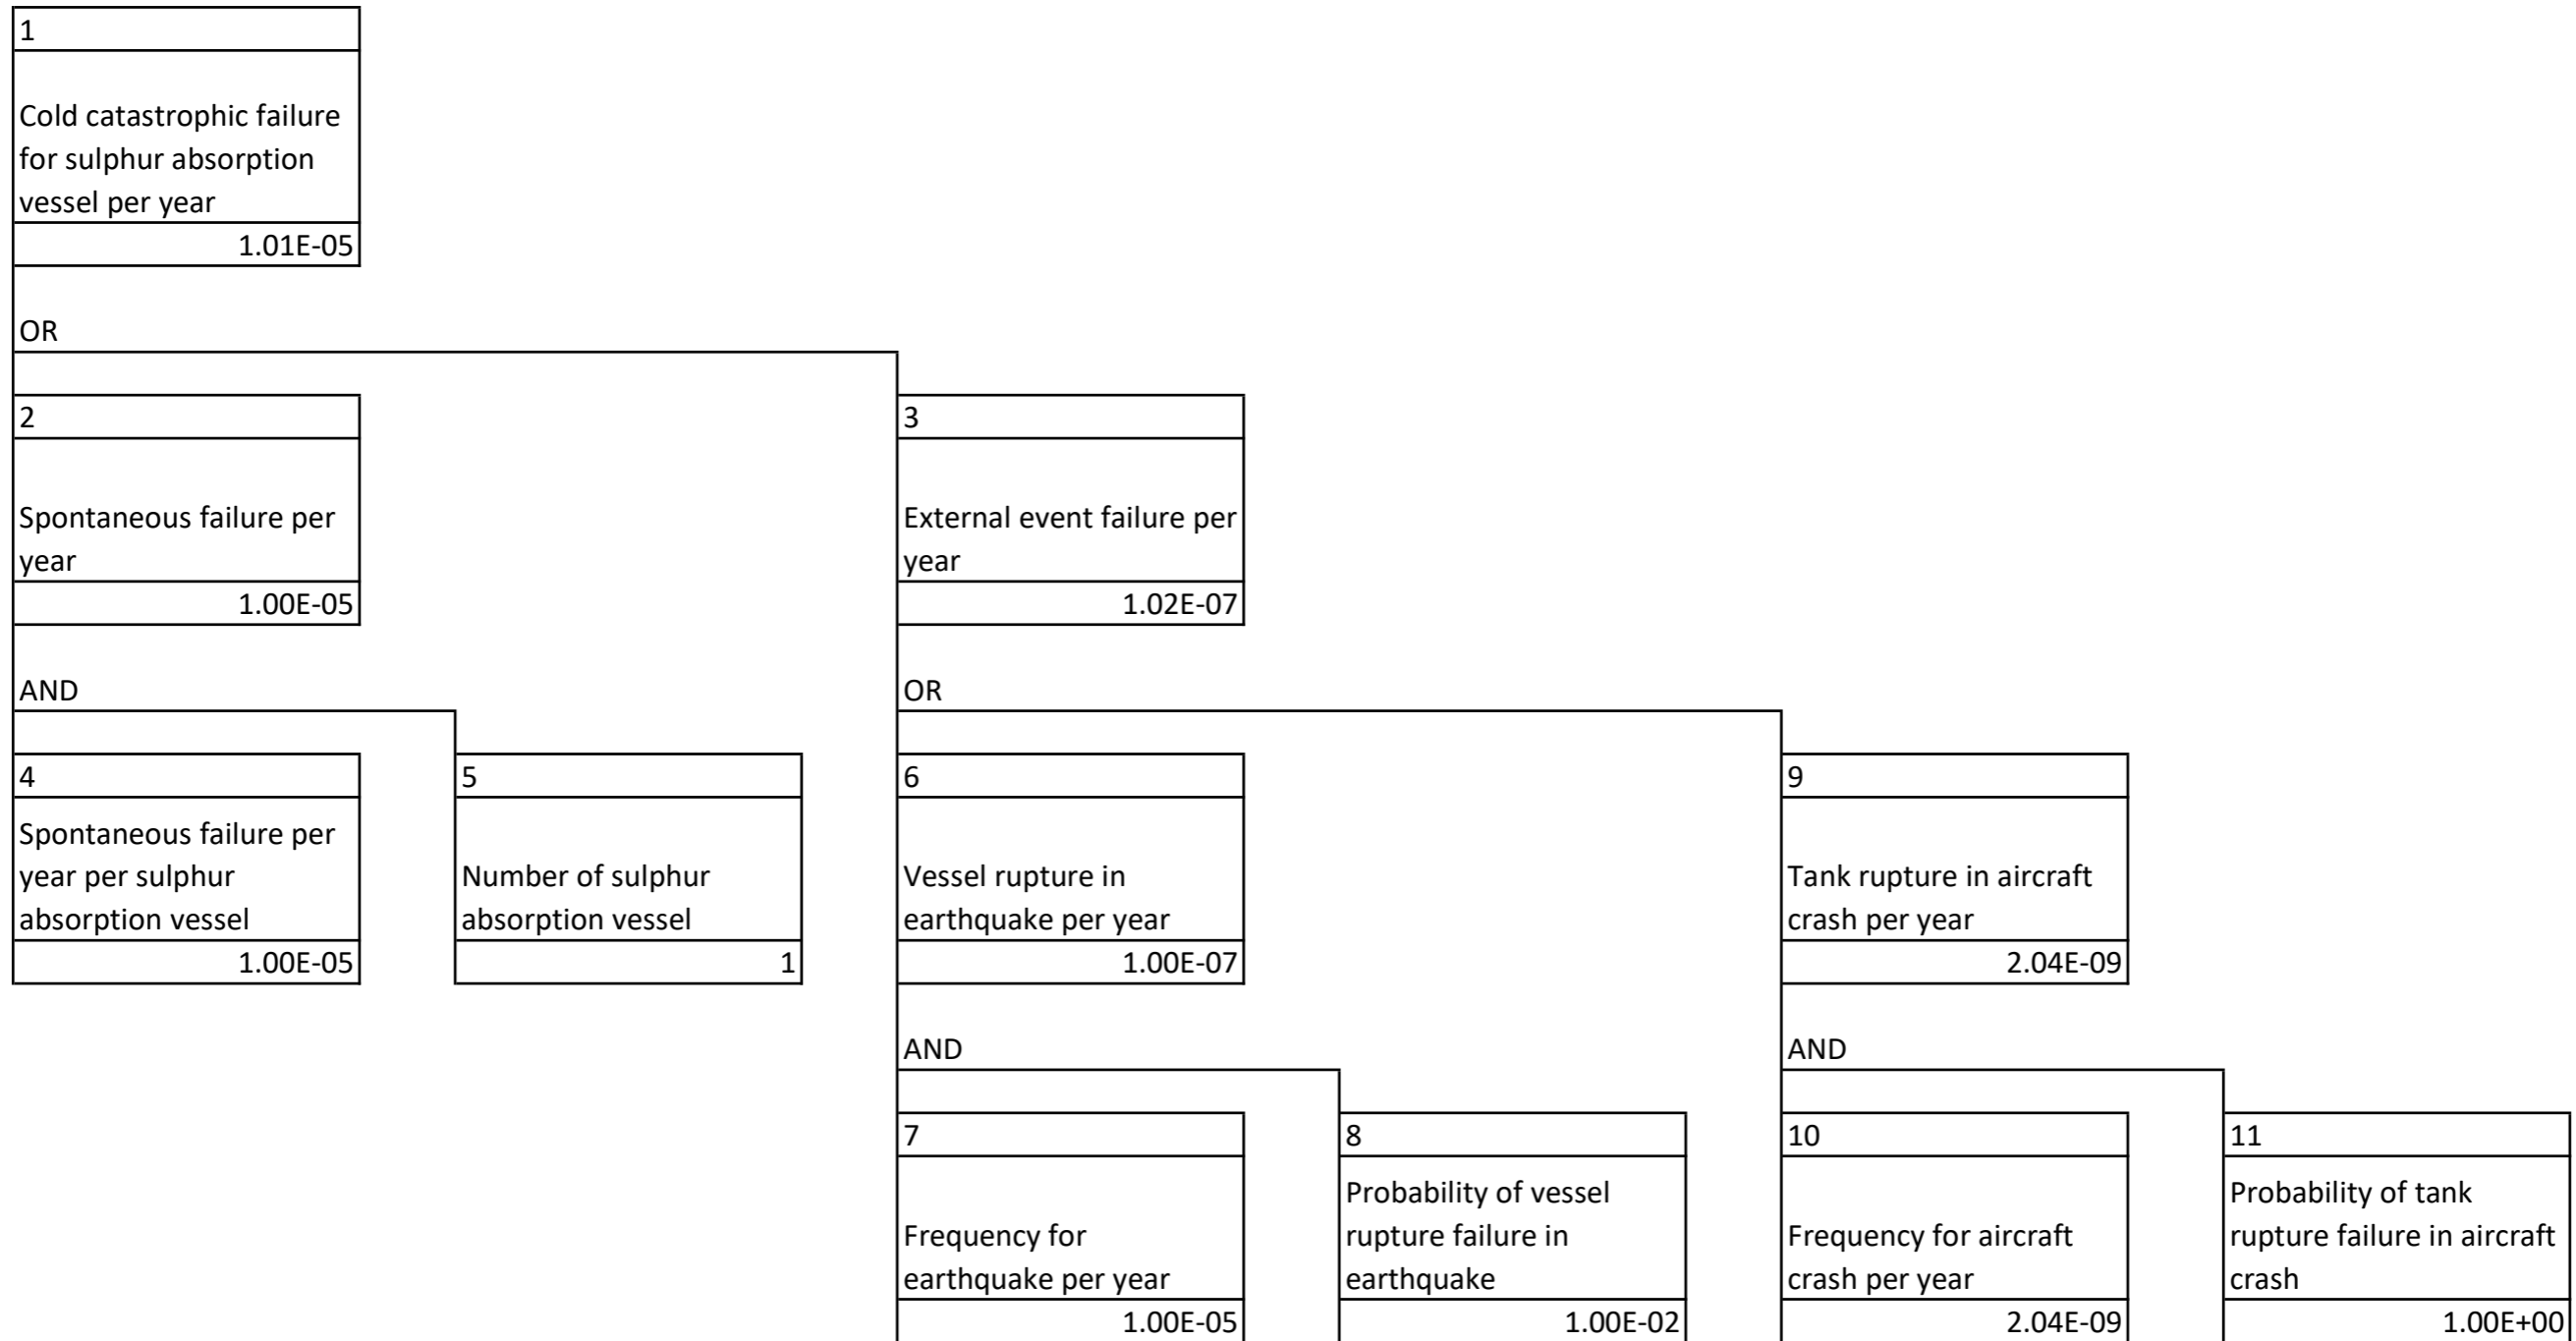 1
Cold catastrophic failure
for sulphur absorption
vessel per year
1.01E-05
OR
2
Spontaneous failure per
year
1.00E-05
3
External event failure per
year
1.02E-07
AND
OR
4
Spontaneous failure per
year per sulphur
absorption vessel
1.00E-05
5
Number of sulphur
absorption vessel
1
6
Vessel rupture in
earthquake per year
1.00E-07
9
Tank rupture in aircraft
crash per year
2.04E-09
AND
AND
7
Frequency for
earthquake per year
1.00E-05
8
Probability of vessel
rupture failure in
earthquake
1.00E-02
10
Frequency for aircraft
crash per year
2.04E-09
11
Probability of tank
rupture failure in aircraft
crash
1.00E+00